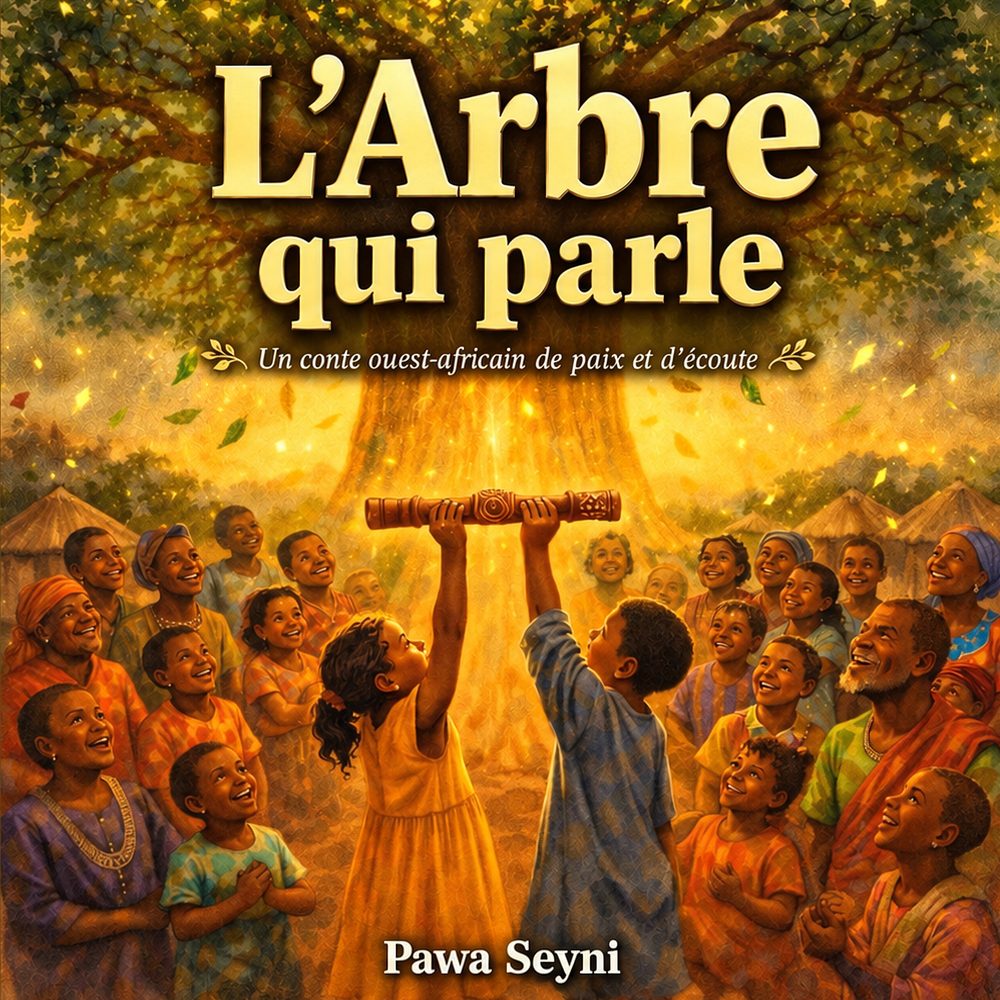 L’Arbre
qui parle
Un conte ouest-africain de paix et d’écoute
Pawa Seyni